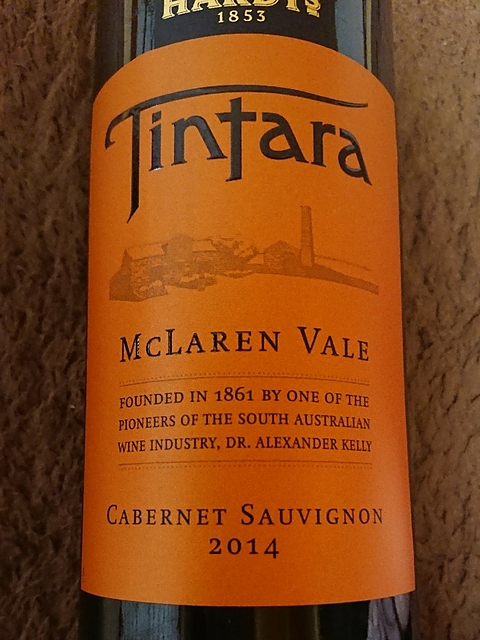 HARDYS
1853
Tintara
McLaren Vale
FOUNDED IN 1861 BY ONE OF THE
PIONEERS OF THE SOUTH AUSTRALIAN
WINE INDUSTRY, DR. ALEXANDER KELLY
Cabernet Sauvignon
2014